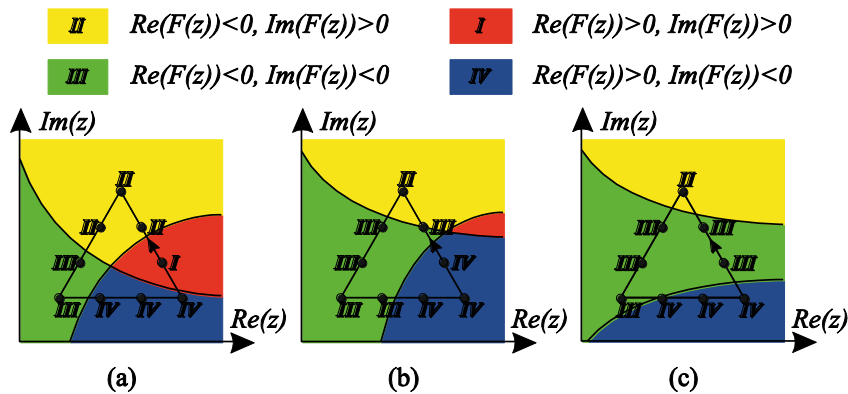 II Re(F(z))<0, Im(F(z))>0 I Re(F(z))>0, Im(F(z))>0
III Re(F(z))<0, Im(F(z))<0 IV Re(F(z))>0, Im(F(z))<0
Im(z) Im(z) Im(z)
II II II
II II III III III III
III I III IV III III
III IV IV IV III III IV IV III IV IV IV
Re(z) Re(z) Re(z)
(a) (b) (c)